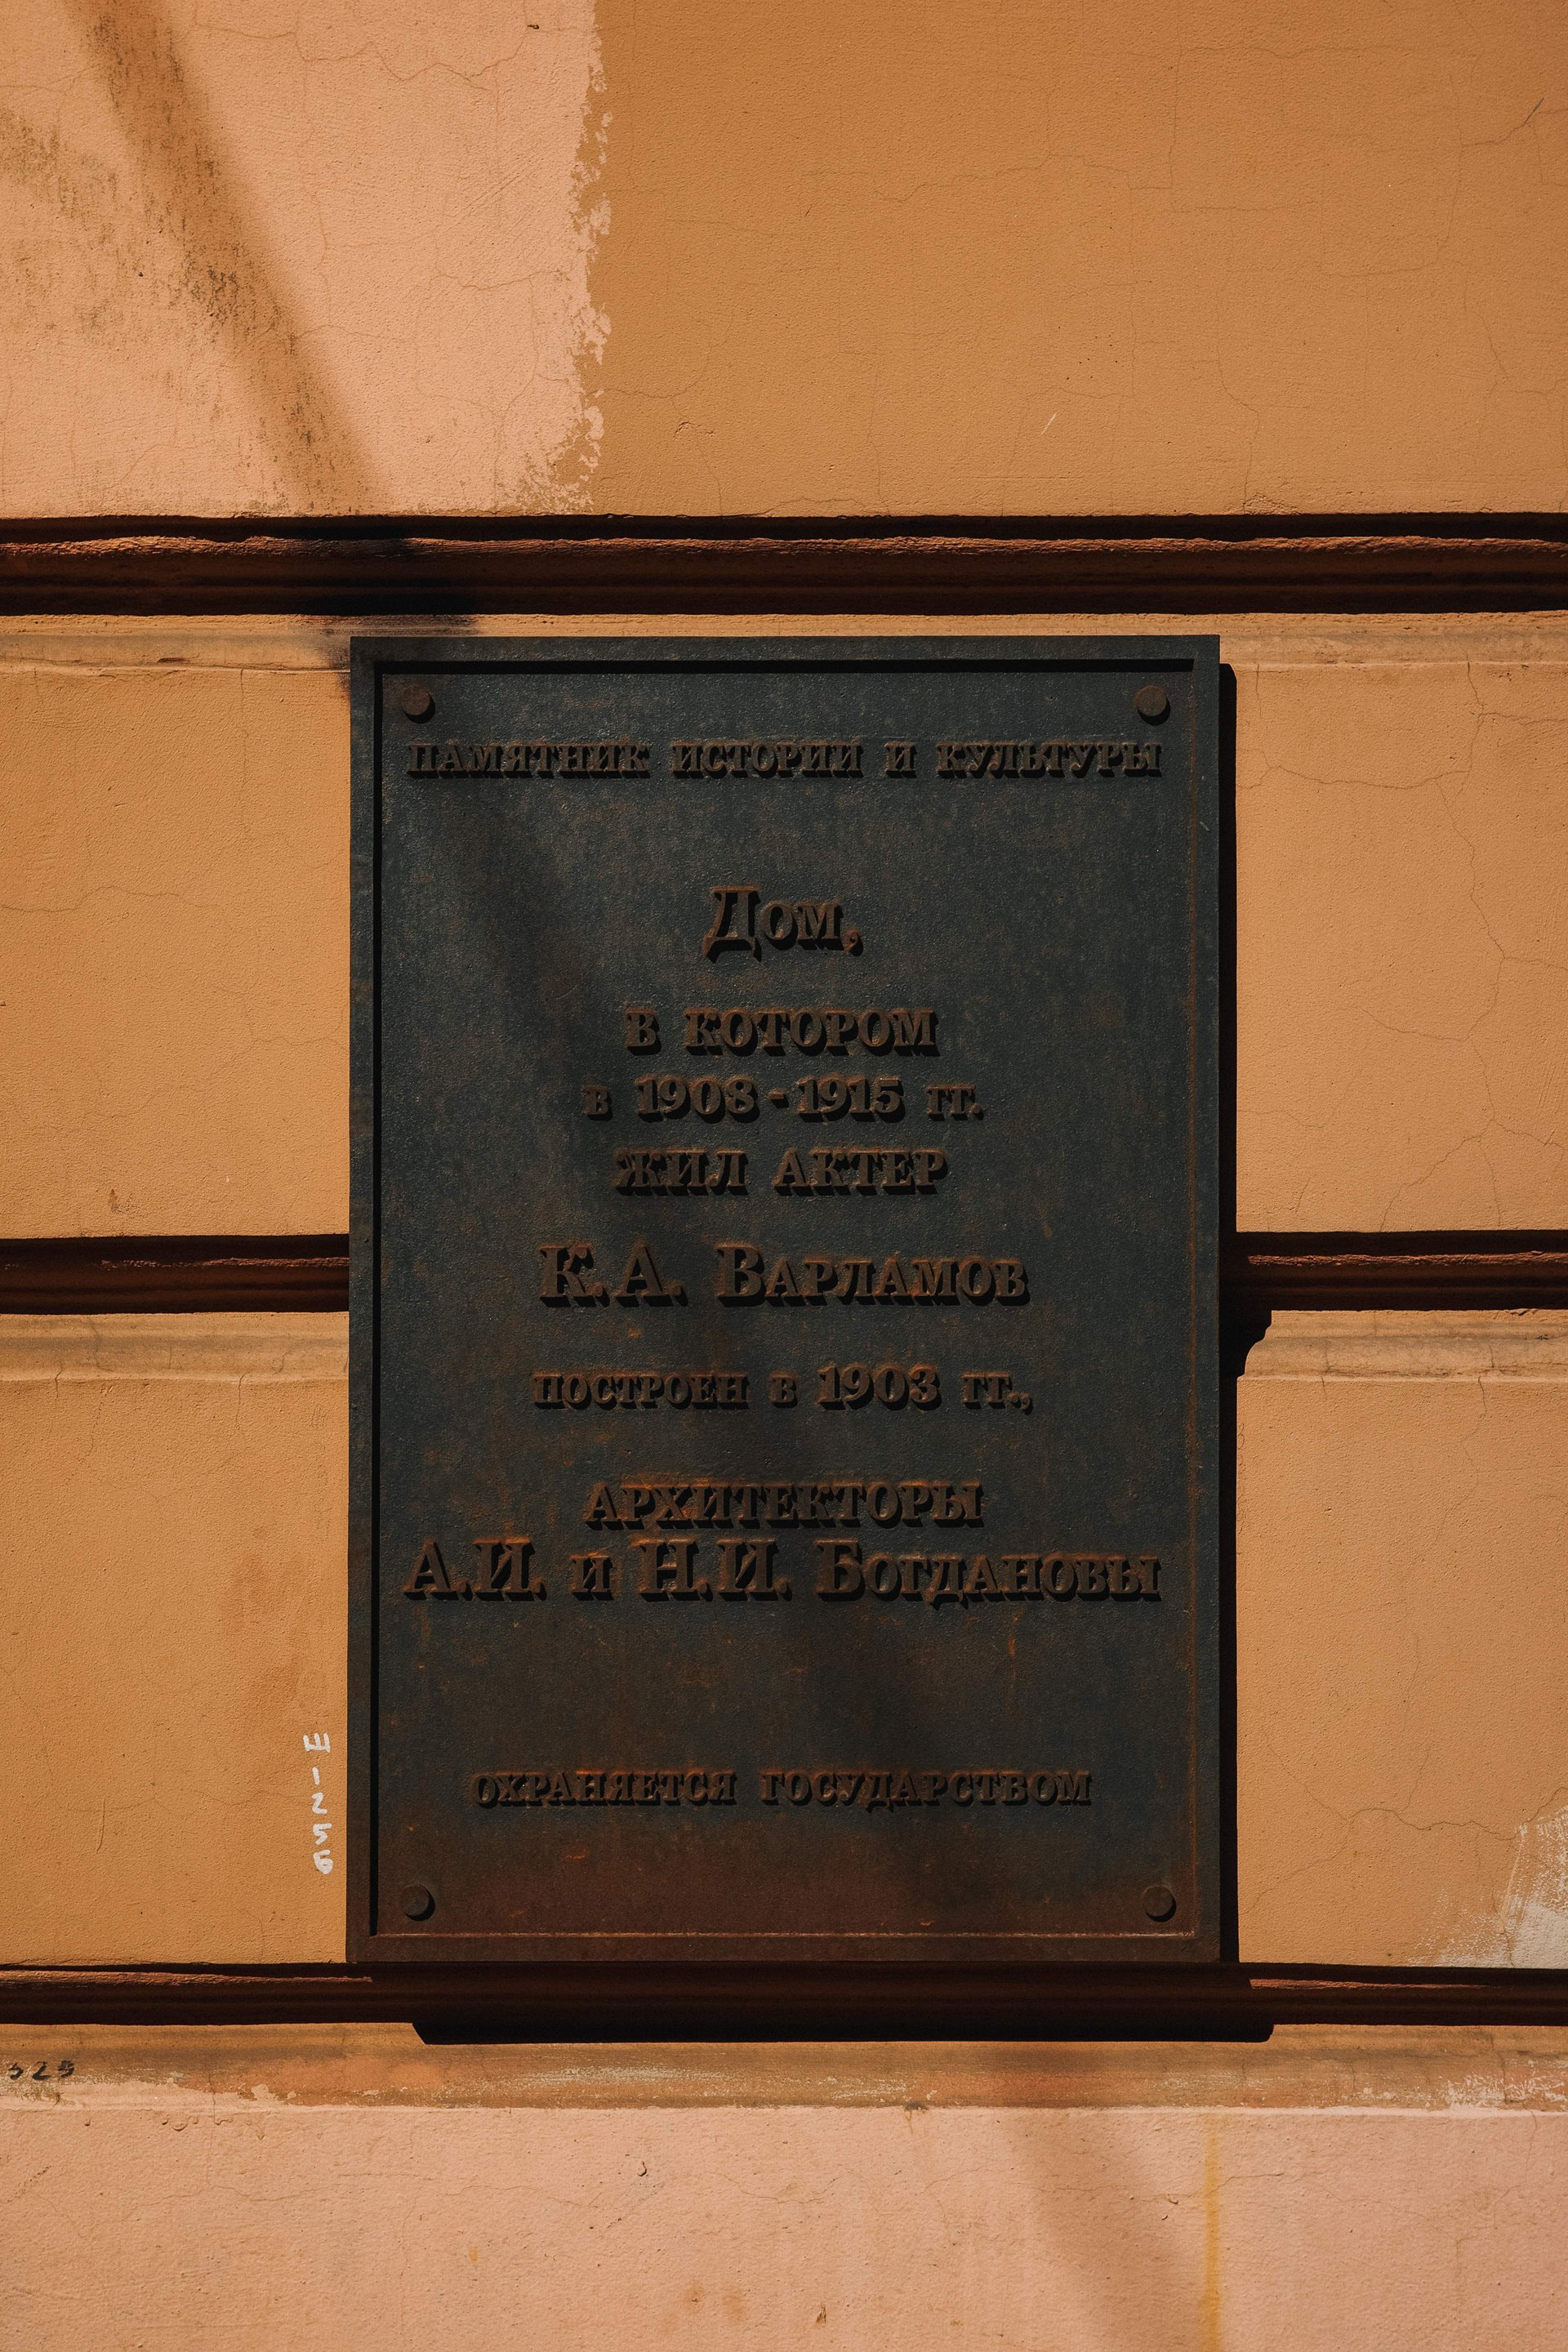 ПАМЯТНИК ИСТОРИИ И КУЛЬТУРЫ
Дом,
В КОТОРОМ
в 1908-1915 гг.
ЖИЛ АКТЕР
К.А. Варламов
построен в 1903 гг.,
АРХИТЕКТОРЫ
А.И. и Н.И. Богдановы
ОХРАНЯЕТСЯ ГОСУДАРСТВОМ